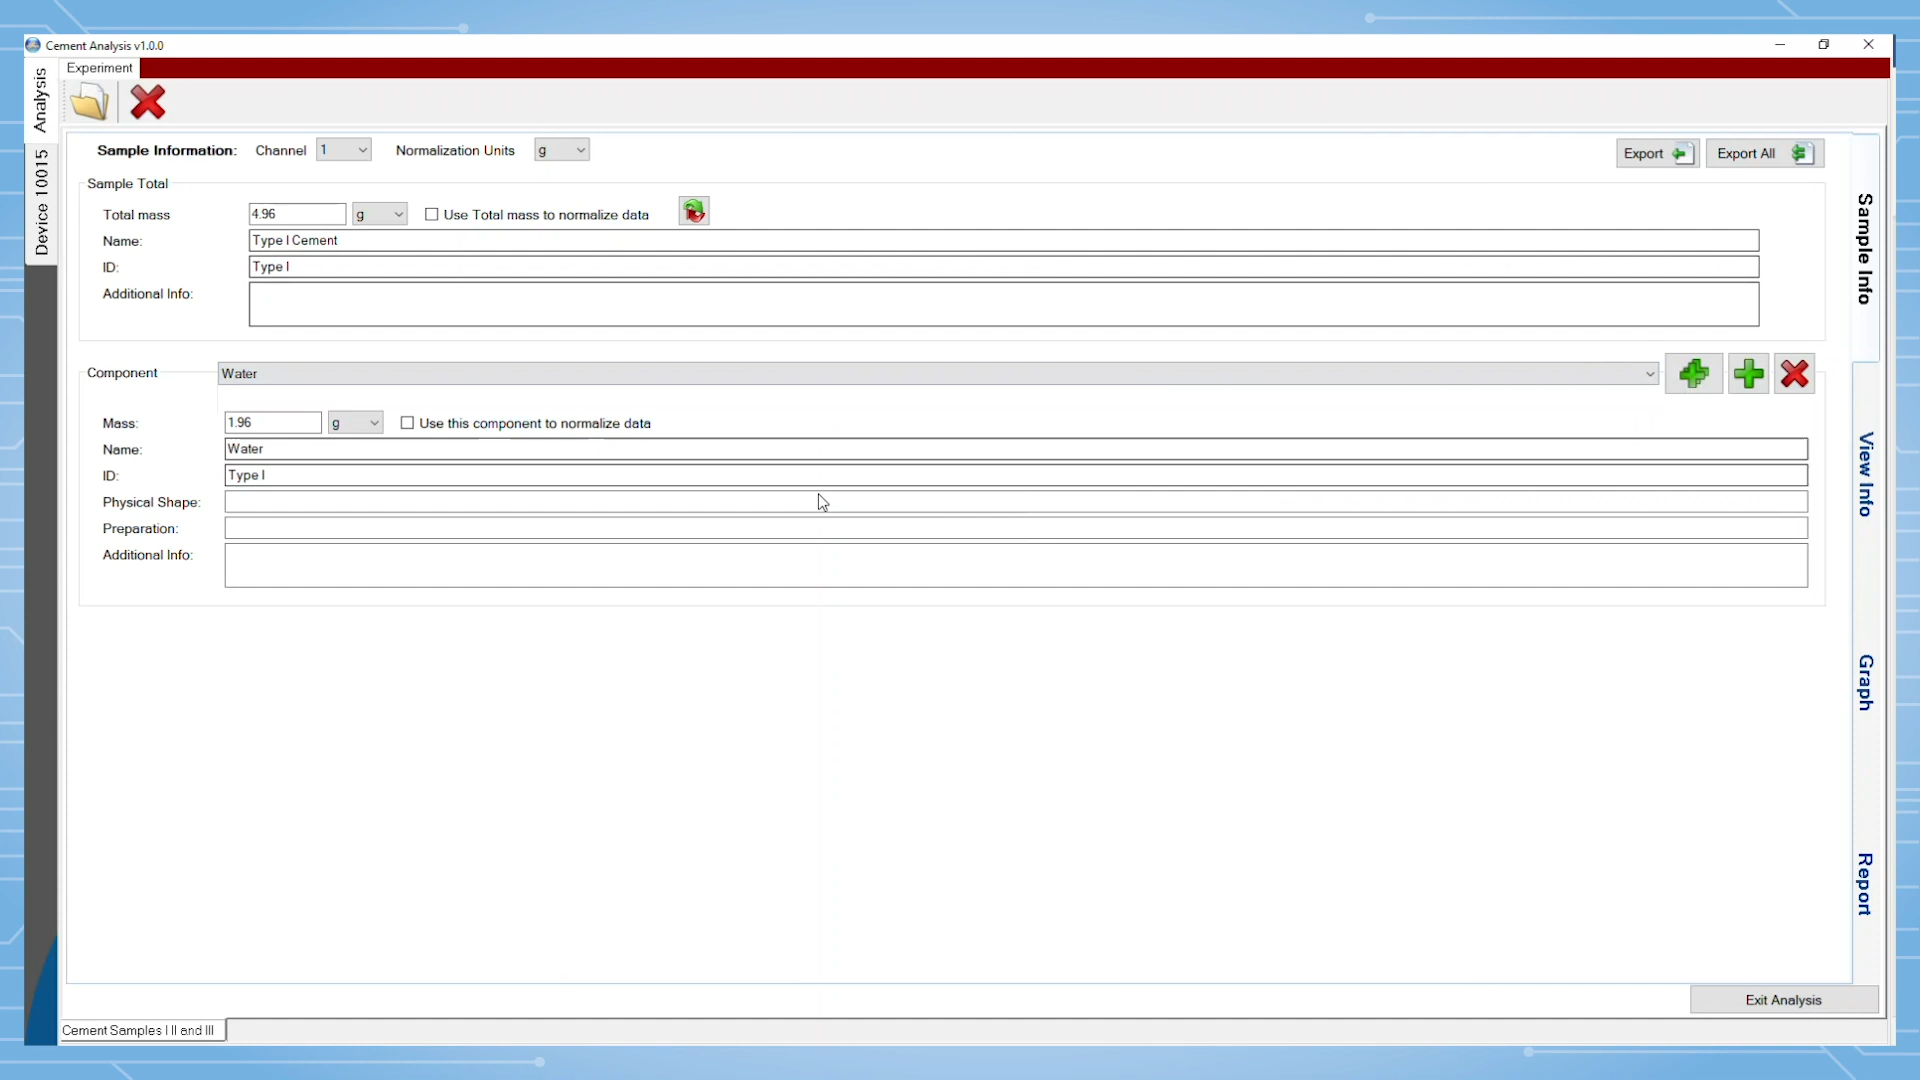 Cement Analysis v1.0.0
Experiment
Analysis
Device 10015
Sample Information: Channel 1 Normalization Units g Export Export All
Sample Total
Total mass 4.96 g Use Total mass to normalize data
Name: Type I Cement
ID: Type I
Additional Info:
Component Water
Mass: 1.96 g Use this component to normalize data
Name: Water
ID: Type I
Physical Shape:
Preparation:
Additional Info:
Sample Info
View Info
Graph
Report
Exit Analysis
Cement Samples I II and III